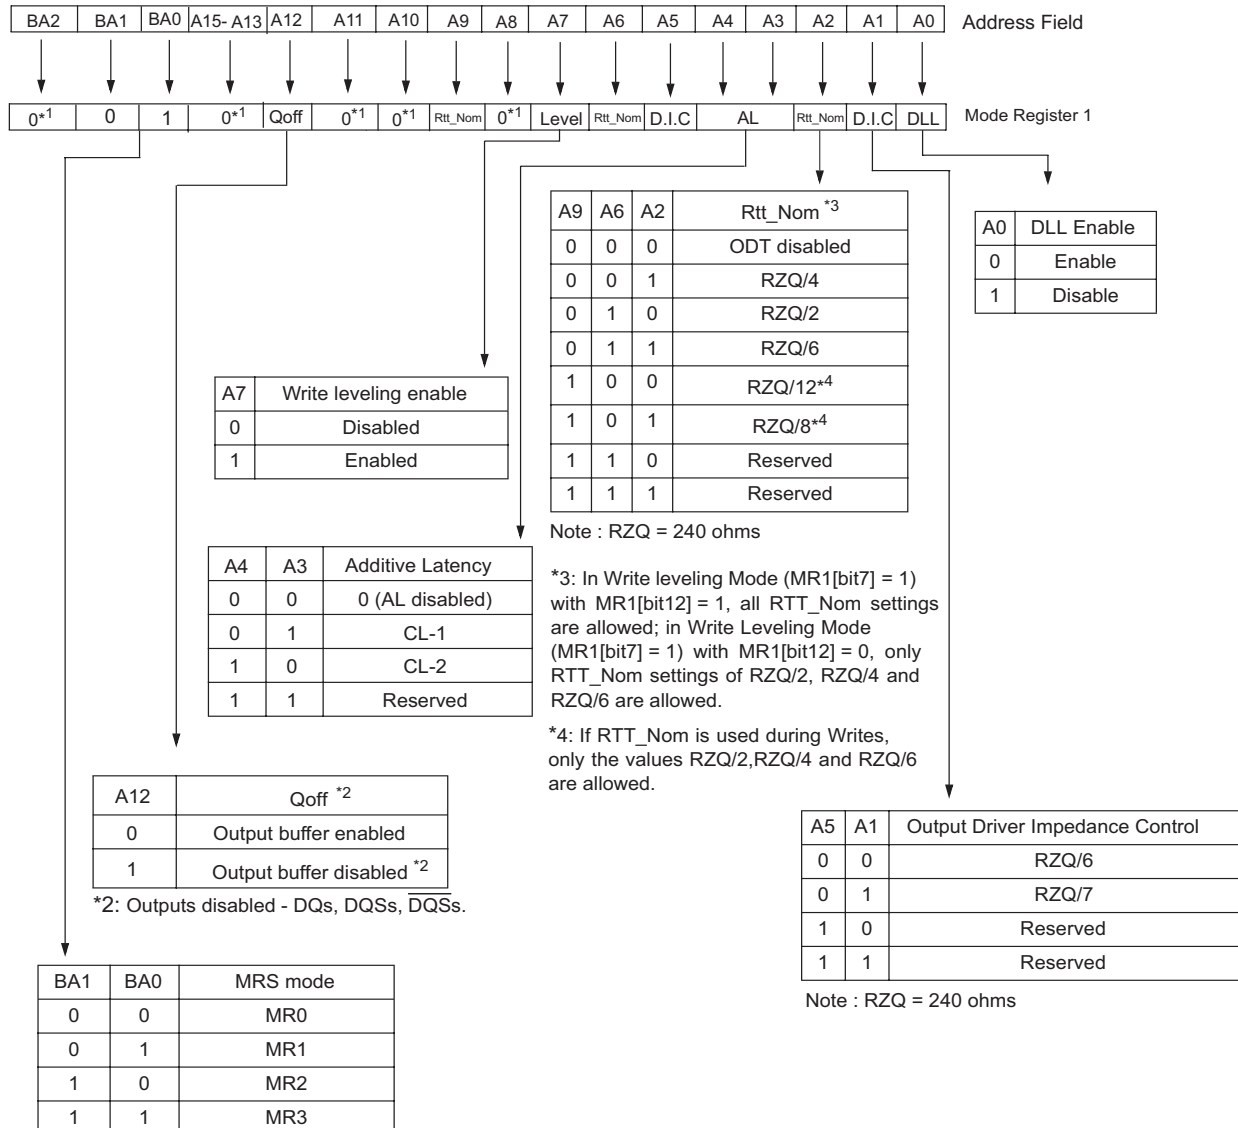 BA2 BA1 BA0 A15- A13 A12 A11 A10 A9 A8 A7 A6 A5 A4 A3 A2 A1 A0 Address Field
0*1 0 1 0*1 Qoff 0*1 0*1 Rtt_Nom 0*1 Level Rtt_Nom D.I.C AL Rtt_Nom D.I.C DLL Mode Register 1
A9 A6 A2 Rtt_Nom *3
0 0 0 ODT disabled
0 0 1 RZQ/4
0 1 0 RZQ/2
0 1 1 RZQ/6
1 0 0 RZQ/12*4
1 0 1 RZQ/8*4
1 1 0 Reserved
1 1 1 Reserved
Note : RZQ = 240 ohms
*3: In Write leveling Mode (MR1[bit7] = 1)
with MR1[bit12] = 1, all RTT_Nom settings
are allowed; in Write Leveling Mode
(MR1[bit7] = 1) with MR1[bit12] = 0, only
RTT_Nom settings of RZQ/2, RZQ/4 and
RZQ/6 are allowed.
*4: If RTT_Nom is used during Writes,
only the values RZQ/2,RZQ/4 and RZQ/6
are allowed.
A0 DLL Enable
0 Enable
1 Disable
A7 Write leveling enable
0 Disabled
1 Enabled
A4 A3 Additive Latency
0 0 0 (AL disabled)
0 1 CL-1
1 0 CL-2
1 1 Reserved
A12 Qoff *2
0 Output buffer enabled
1 Output buffer disabled *2
*2: Outputs disabled - DQs, DQSs, DQSs.
A5 A1 Output Driver Impedance Control
0 0 RZQ/6
0 1 RZQ/7
1 0 Reserved
1 1 Reserved
Note : RZQ = 240 ohms
BA1 BA0 MRS mode
0 0 MR0
0 1 MR1
1 0 MR2
1 1 MR3